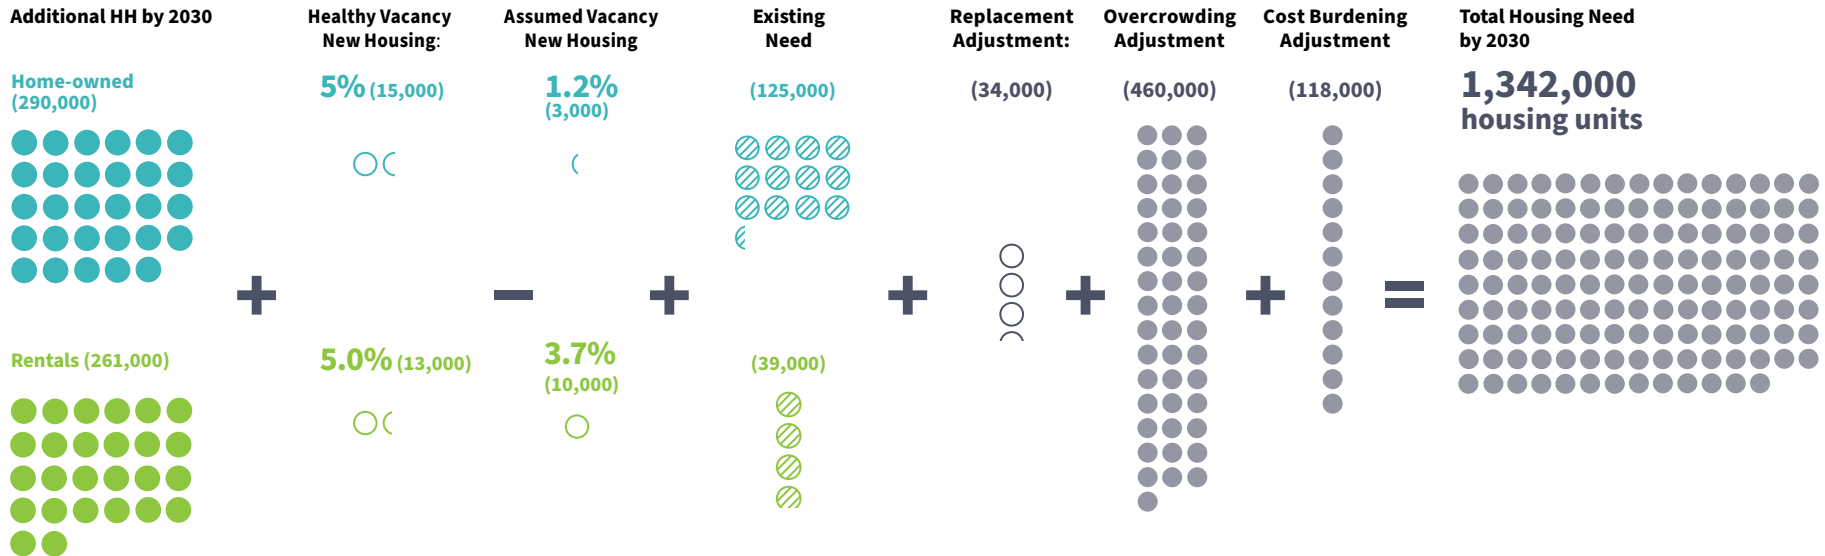 Additional HH by 2030
Healthy Vacancy
New Housing:
Assumed Vacancy
New Housing
Existing
Need
Replacement
Adjustment:
Overcrowding
Adjustment
Cost Burdening
Adjustment
Total Housing Need
by 2030
Home-owned
(290,000)
5% (15,000)
1.2%
(3,000)
(125,000)
(34,000)
(460,000)
(118,000)
1,342,000
housing units
+
−
+
+
+
+
=
Rentals (261,000)
5.0% (13,000)
3.7%
(10,000)
(39,000)